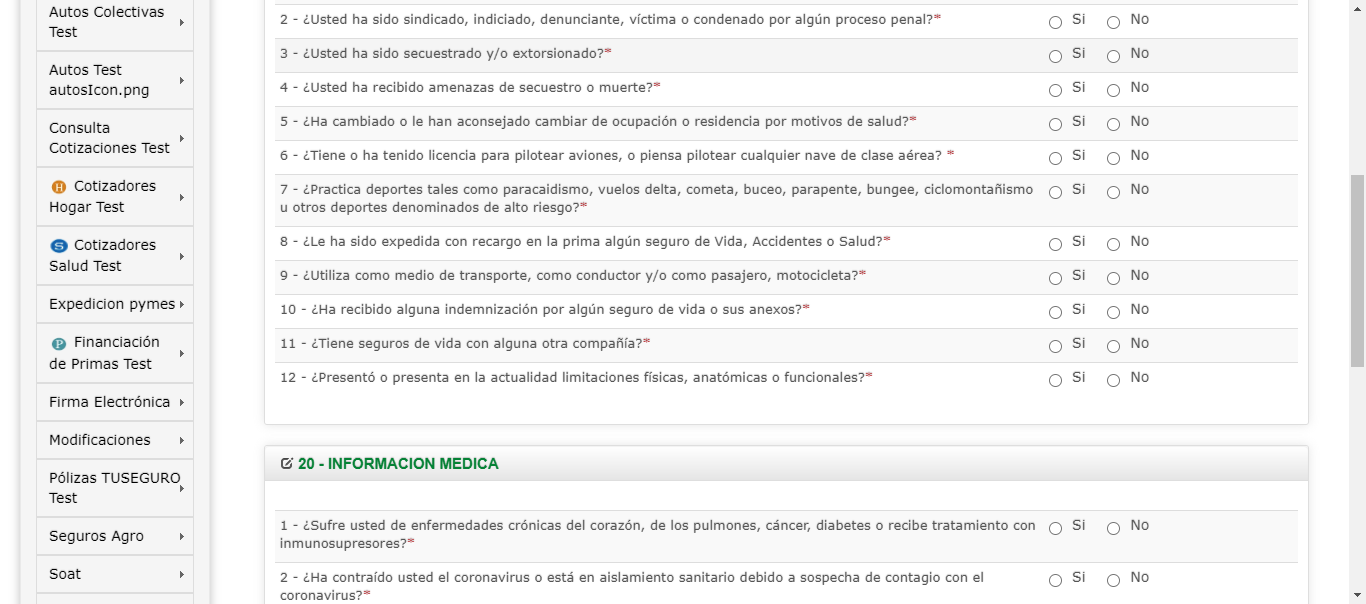 Autos Colectivas
Test
Autos Test
autosIcon.png
Consulta
Cotizaciones Test
H Cotizadores
Hogar Test
S Cotizadores
Salud Test
Expedicion pymes
P Financiación
de Primas Test
Firma Electrónica
Modificaciones
Pólizas TUSEGURO
Test
Seguros Agro
Soat
2 - ¿Usted ha sido sindicado, indiciado, denunciante, víctima o condenado por algún proceso penal?* Si No
3 - ¿Usted ha sido secuestrado y/o extorsionado?* Si No
4 - ¿Usted ha recibido amenazas de secuestro o muerte?* Si No
5 - ¿Ha cambiado o le han aconsejado cambiar de ocupación o residencia por motivos de salud?* Si No
6 - ¿Tiene o ha tenido licencia para pilotear aviones, o piensa pilotear cualquier nave de clase aérea? * Si No
7 - ¿Practica deportes tales como paracaidismo, vuelos delta, cometa, buceo, parapente, bungee, ciclomontañismo Si No
u otros deportes denominados de alto riesgo?*
8 - ¿Le ha sido expedida con recargo en la prima algún seguro de Vida, Accidentes o Salud?* Si No
9 - ¿Utiliza como medio de transporte, como conductor y/o como pasajero, motocicleta?* Si No
10 - ¿Ha recibido alguna indemnización por algún seguro de vida o sus anexos?* Si No
11 - ¿Tiene seguros de vida con alguna otra compañía?* Si No
12 - ¿Presentó o presenta en la actualidad limitaciones físicas, anatómicas o funcionales?* Si No
20 - INFORMACION MEDICA
1 - ¿Sufre usted de enfermedades crónicas del corazón, de los pulmones, cáncer, diabetes o recibe tratamiento con Si No
inmunosupresores?*
2 - ¿Ha contraído usted el coronavirus o está en aislamiento sanitario debido a sospecha de contagio con el Si No
coronavirus?*